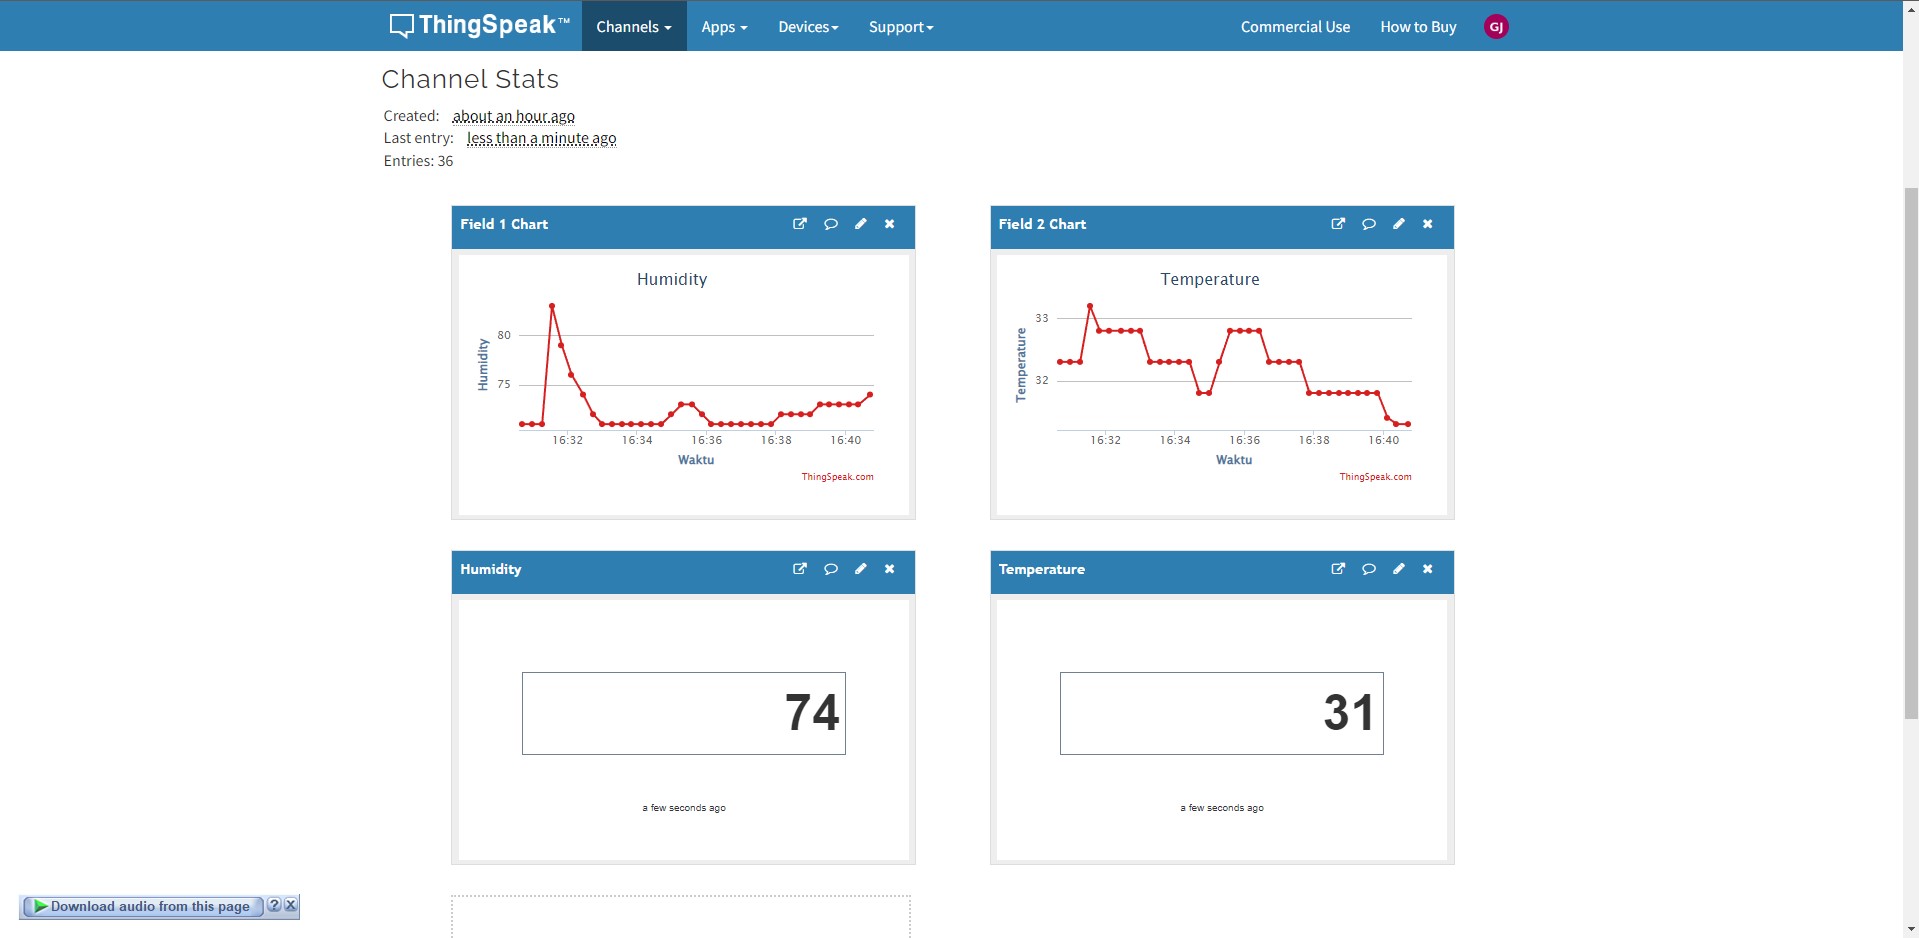 ThingSpeak™ Channels Apps Devices Support Commercial Use How to Buy GJ
Channel Stats
Created: about an hour ago
Last entry: less than a minute ago
Entries: 36
Field 1 Chart
Humidity
Humidity
80
75
16:32 16:34 16:36 16:38 16:40
Waktu
ThingSpeak.com
Field 2 Chart
Temperature
Temperature
33
32
16:32 16:34 16:36 16:38 16:40
Waktu
ThingSpeak.com
Humidity
74
a few seconds ago
Temperature
31
a few seconds ago
Download audio from this page ? X